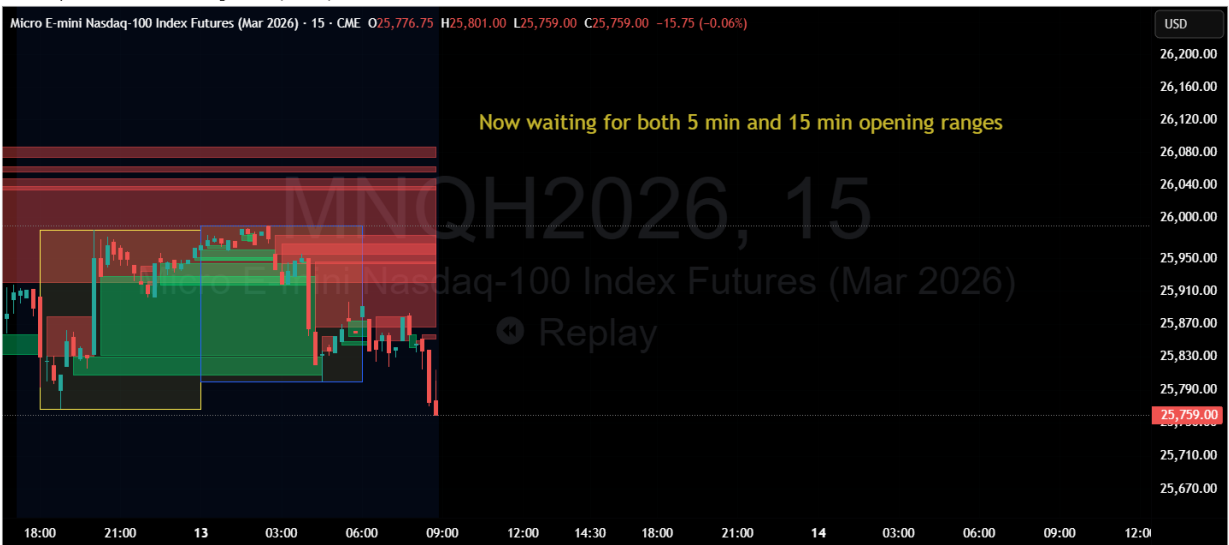 Micro E-mini Nasdaq-100 Index Futures (Mar 2026) · 15 · CME O25,776.75 H25,801.00 L25,759.00 C25,759.00 −15.75 (−0.06%)
USD
26,200.00
26,160.00
Now waiting for both 5 min and 15 min opening ranges
26,120.00
26,080.00
26,040.00
MNQH2026, 15
26,000.00
25,950.00
Micro E-mini Nasdaq-100 Index Futures (Mar 2026)
25,910.00
Replay
25,870.00
25,830.00
25,790.00
25,759.00
25,710.00
25,670.00
18:00 21:00 13 03:00 06:00 09:00 12:00 14:30 18:00 21:00 14 03:00 06:00 09:00